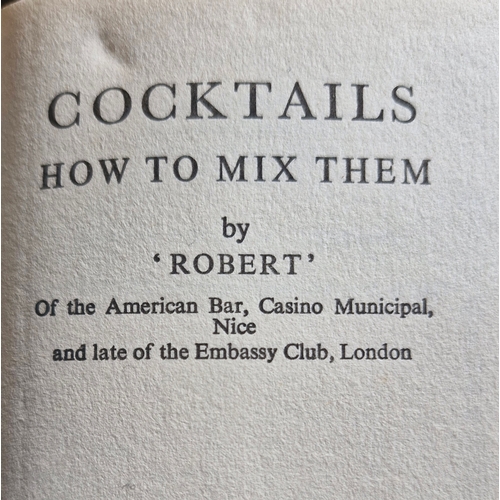 COCKTAILS
HOW TO MIX THEM
by
‘ROBERT’
Of the American Bar, Casino Municipal,
Nice
and late of the Embassy Club, London